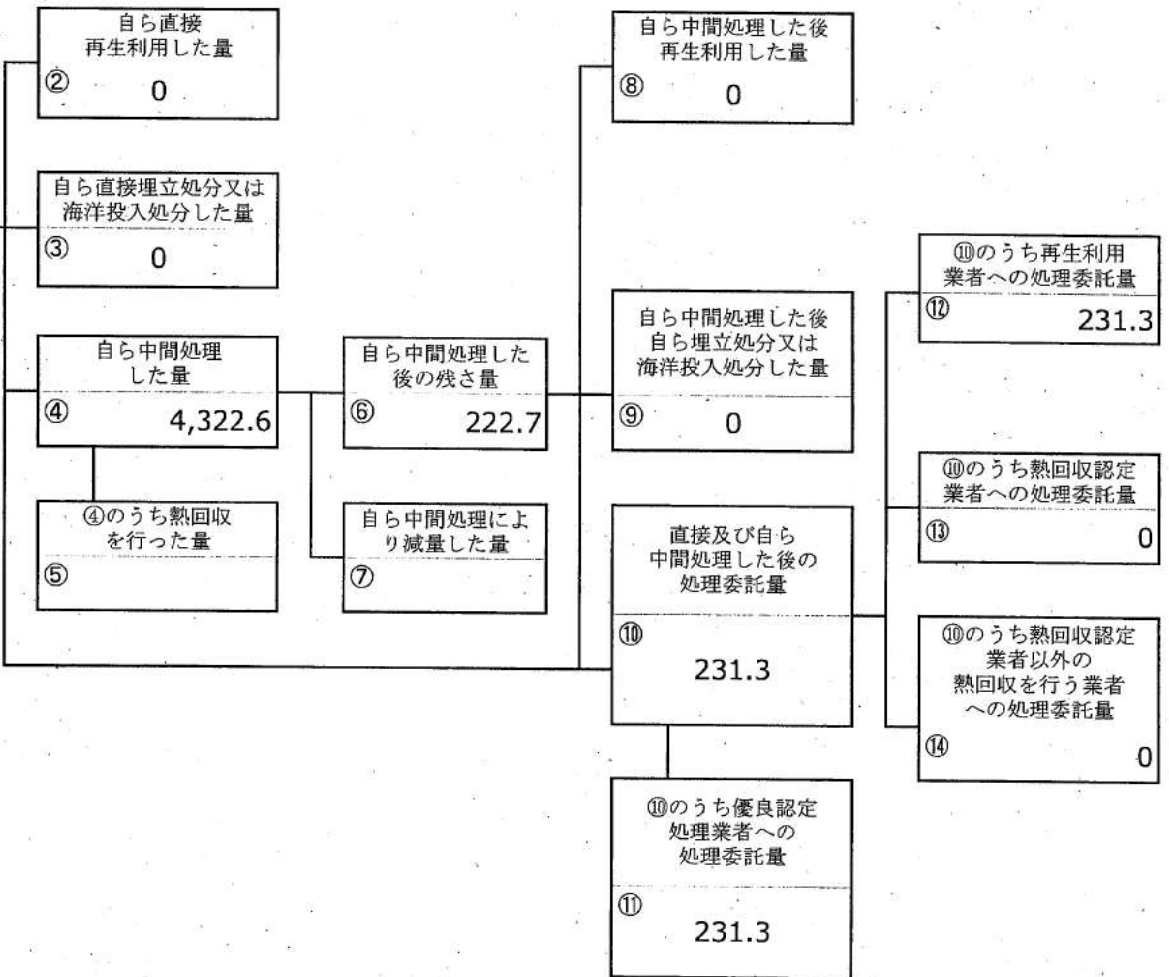 自ら直接
再生利用した量
②
0
自ら直接埋立処分又は
海洋投入処分した量
③
0
自ら中間処理
した量
④
4,322.6
④のうち熱回収
を行った量
⑤
自ら中間処理した
後の残さ量
⑥
222.7
自ら中間処理によ
り減量した量
⑦
自ら中間処理した後
再生利用した量
⑧
0
自ら中間処理した後
自ら埋立処分又は
海洋投入処分した量
⑨
0
直接及び自ら
中間処理した後の
処理委託量
⑩
231.3
⑩のうち優良認定
処理業者への
処理委託量
⑪
231.3
⑩のうち再生利用
業者への処理委託量
⑫
231.3
⑩のうち熱回収認定
業者への処理委託量
⑬
0
⑩のうち熱回収認定
業者以外の
熱回収を行う業者
への処理委託量
⑭
0